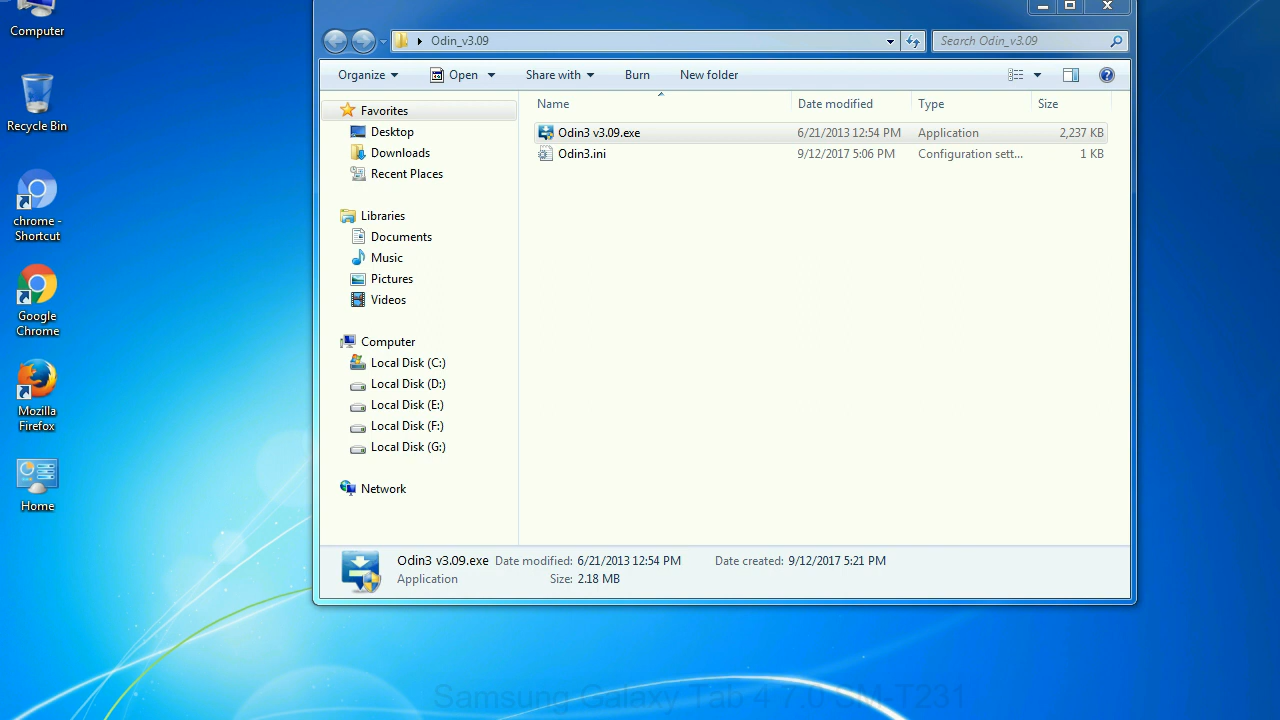 Computer
Recycle Bin
chrome -
Shortcut
Google
Chrome
Mozilla
Firefox
Home
Odin_v3.09
Search Odin_v3.09
Organize
Open
Share with
Burn
New folder
Favorites
Desktop
Downloads
Recent Places
Libraries
Documents
Music
Pictures
Videos
Computer
Local Disk (C:)
Local Disk (D:)
Local Disk (E:)
Local Disk (F:)
Local Disk (G:)
Network
Name Date modified Type Size
Odin3 v3.09.exe 6/21/2013 12:54 PM Application 2,237 KB
Odin3.ini 9/12/2017 5:06 PM Configuration sett... 1 KB
Odin3 v3.09.exe Date modified: 6/21/2013 12:54 PM Date created: 9/12/2017 5:21 PM
Application Size: 2.18 MB
Samsung Galaxy Tab 4 7.0 SM-T231